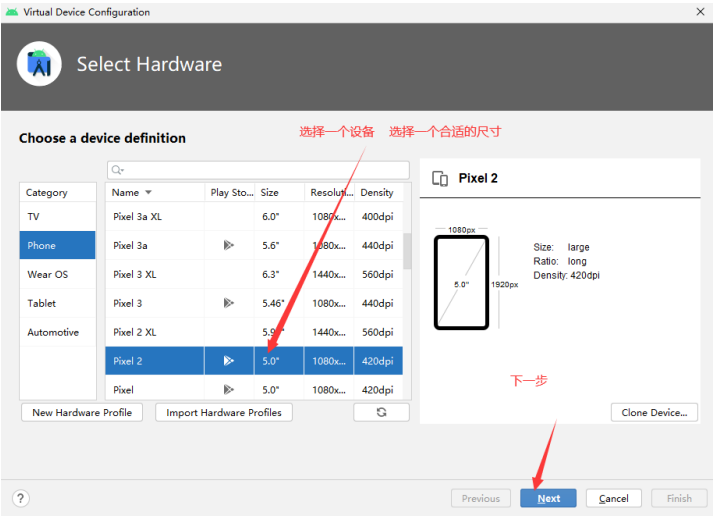 Virtual Device Configuration
Select Hardware
Choose a device definition
选择一个设备 选择一个合适的尺寸
Category
TV
Phone
Wear OS
Tablet
Automotive
Q-
Name Play Sto... Size Resoluti... Density
Pixel 3a XL 6.0" 1080x... 400dpi
Pixel 3a 5.6" 1080x... 440dpi
Pixel 3 XL 6.3" 1440x... 560dpi
Pixel 3 5.46" 1080x... 440dpi
Pixel 2 XL 1440x... 560dpi
Pixel 2 5.0" 1080x... 420dpi
Pixel 5.0" 1080x... 420dpi
New Hardware Profile Import Hardware Profiles
Pixel 2
1080px
5.0"
1920px
Size: large
Ratio: long
Density: 420dpi
下一步
Clone Device...
?
Previous Next Cancel Finish